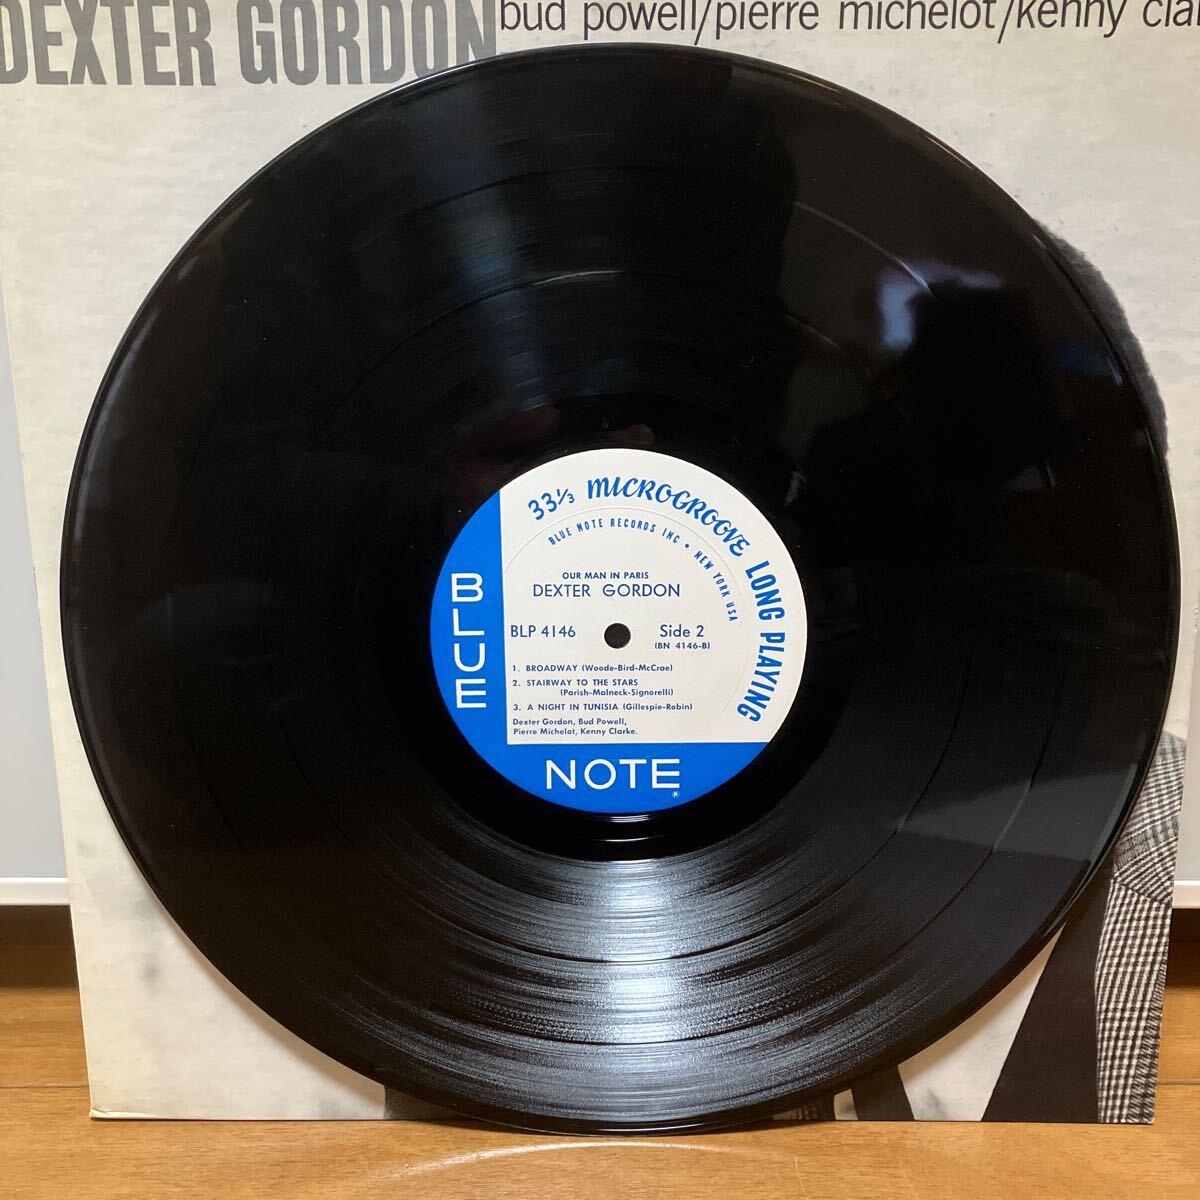 DEXTER GORDON
bud powell/pierre michelot/kenny cla
33⅓ MICROGROOVE LONG PLAYING
BLUE NOTE RECORDS INC • NEW YORK USA
OUR MAN IN PARIS
DEXTER GORDON
BLP 4146
Side 2
(BN 4146-B)
1. BROADWAY (Woode-Bird-McCrae)
2. STAIRWAY TO THE STARS
(Parish-Malneck-Signorelli)
3. A NIGHT IN TUNISIA (Gillespie-Robin)
Dexter Gordon, Bud Powell,
Pierre Michelot, Kenny Clarke.
BLUE
NOTE
®